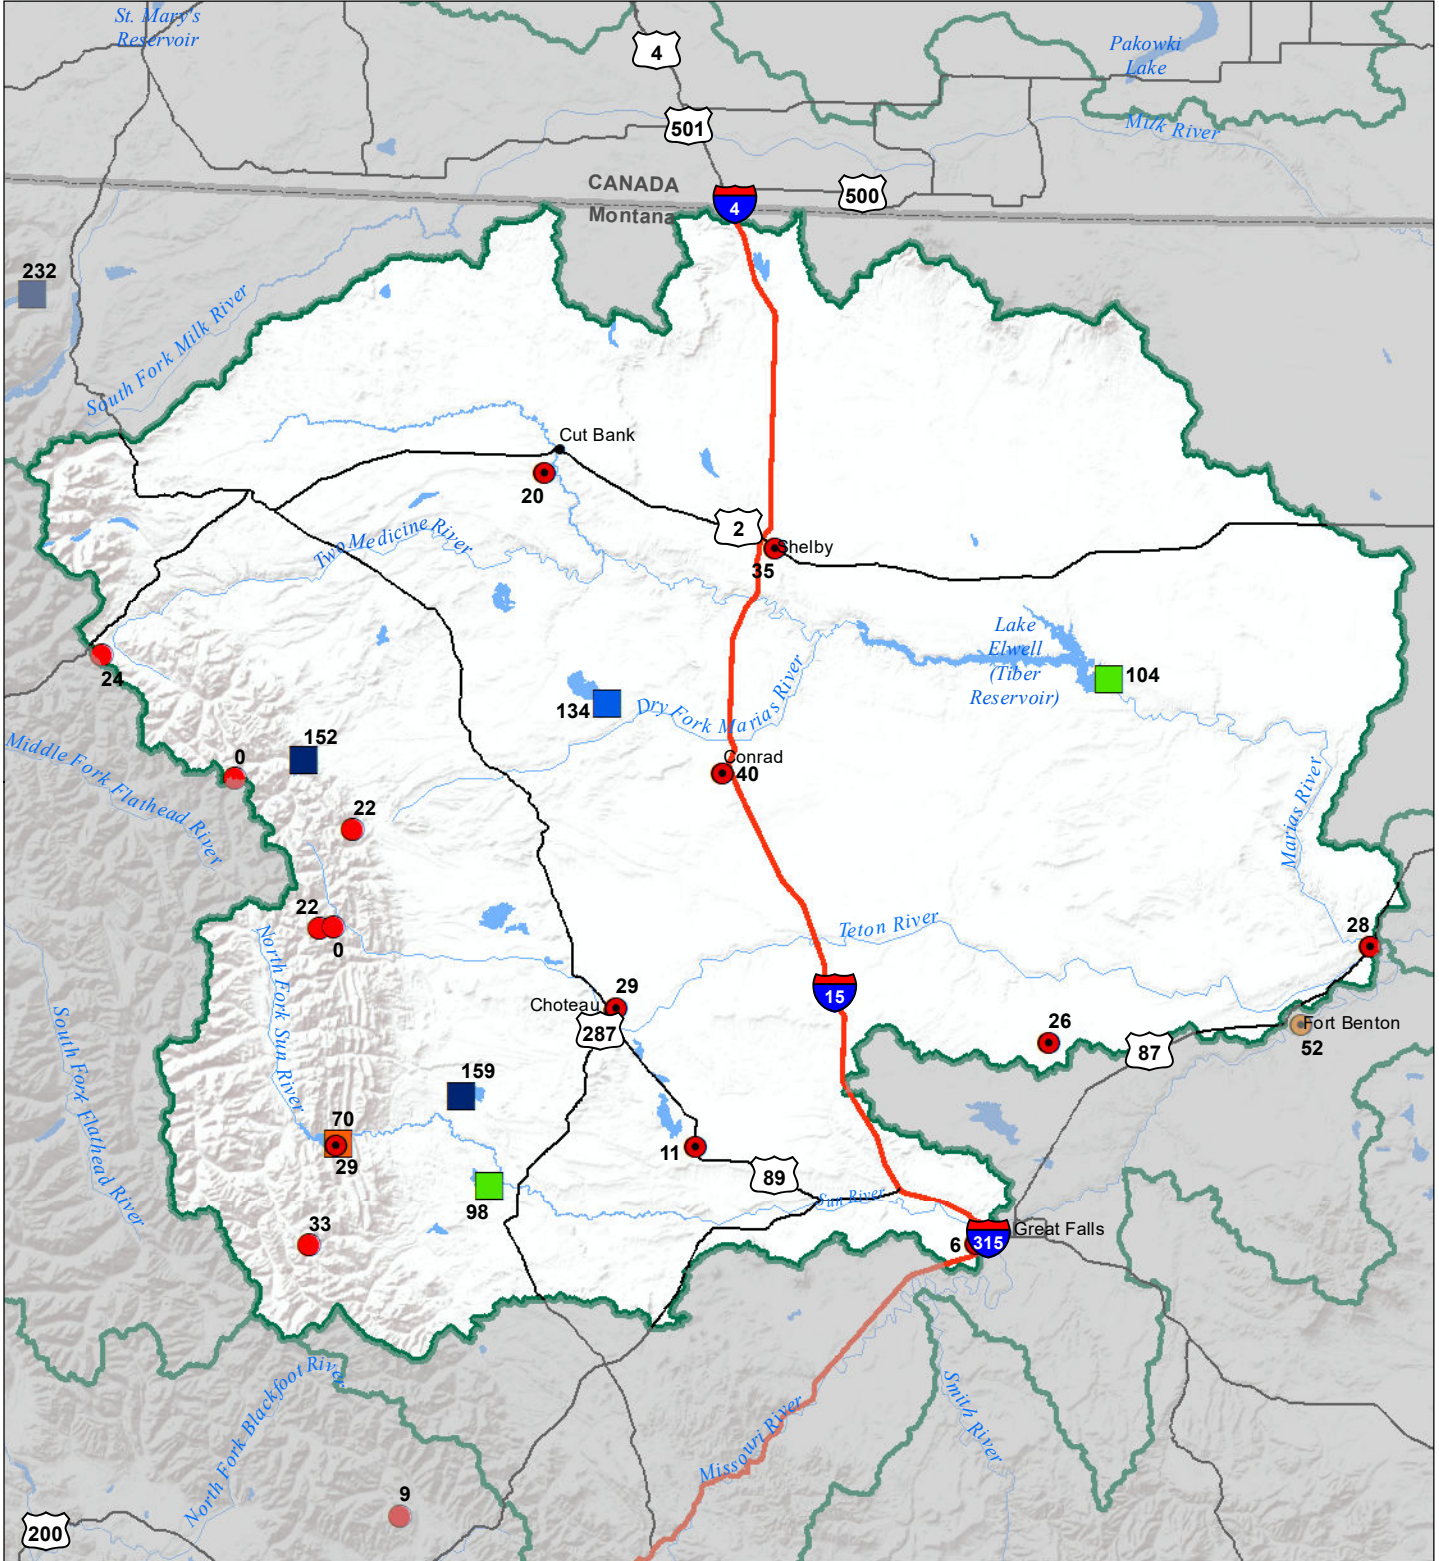 St. Mary's
Reservoir
4
Pakowki
Lake
501
Milk River
CANADA
500
4
Montana
232
South Fork Milk River
Cut Bank
20
2
Two Medicine River
Shelby
35
Lake
Elwell
(Tiber
Reservoir)
104
24
134
Dry Fork Marias River
152
Middle Fork Flathead River
0
Conrad
40
22
Marias River
22
0
North Fork Sun River
Teton River
28
29
Choteau
15
287
26
Fort Benton
52
87
South Fork Flathead River
159
70
29
11
89
98
Sun River
33
6
315
Great Falls
North Fork Blackfoot River
Smith River
Missouri River
9
200